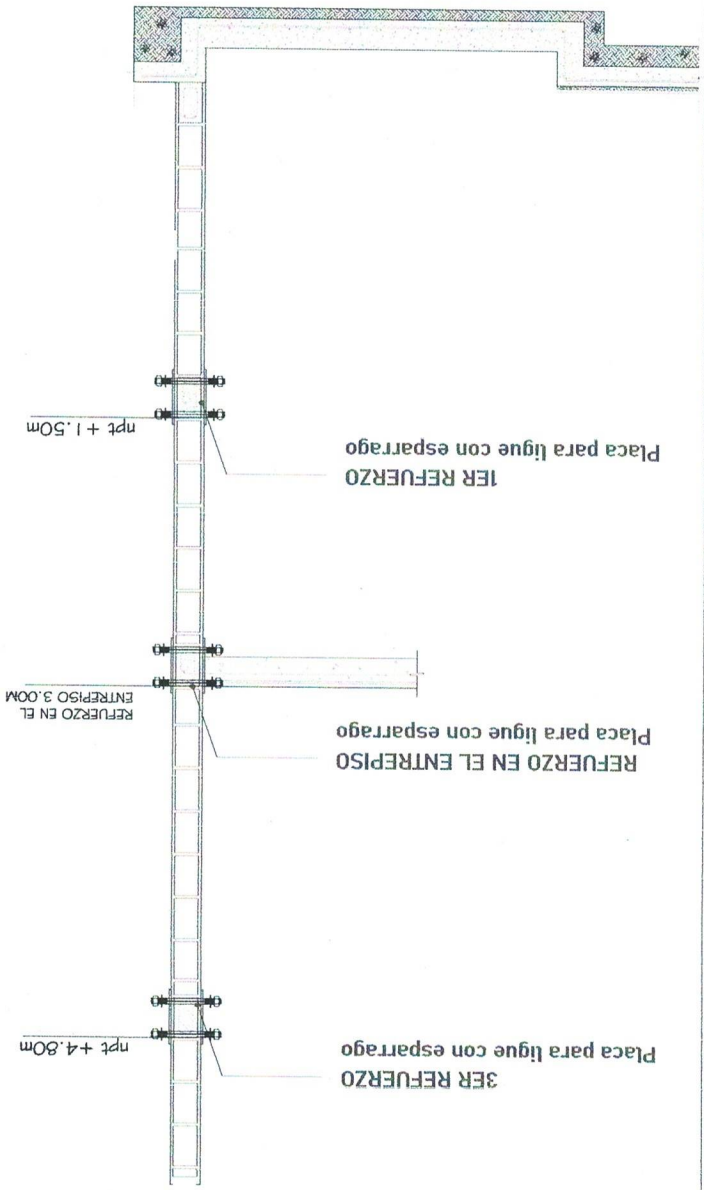 3ER REFUERZO
Placa para ligue con esparrago
npt +4.80m
REFUERZO EN EL ENTREPISO
Placa para ligue con esparrago
REFUERZO EN EL
ENTREPISO 3.00M
1ER REFUERZO
Placa para ligue con esparrago
npt + 1.50m